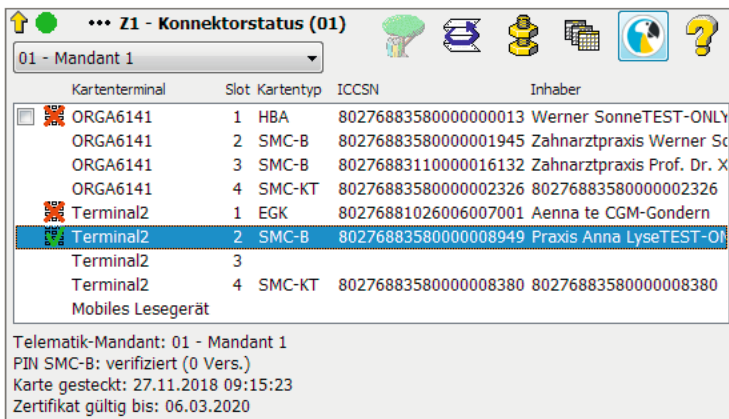 ••• Z1 - Konnektorstatus (01)
01 - Mandant 1
Kartenterminal Slot Kartentyp ICCSN Inhaber
ORGA6141 1 HBA 80276883580000000013 Werner SonneTEST-ONLY
ORGA6141 2 SMC-B 80276883580000001945 Zahnarztpraxis Werner So
ORGA6141 3 SMC-B 80276883110000016132 Zahnarztpraxis Prof. Dr. X
ORGA6141 4 SMC-KT 80276883580000002326 80276883580000002326
Terminal2 1 EGK 80276881026006007001 Aenna te CGM-Gondern
Terminal2 2 SMC-B 80276883580000008949 Praxis Anna LyseTEST-ON
Terminal2 3
Terminal2 4 SMC-KT 80276883580000008380 80276883580000008380
Mobiles Lesegerät
Telematik-Mandant: 01 - Mandant 1
PIN SMC-B: verifiziert (0 Vers.)
Karte gesteckt: 27.11.2018 09:15:23
Zertifikat gültig bis: 06.03.2020